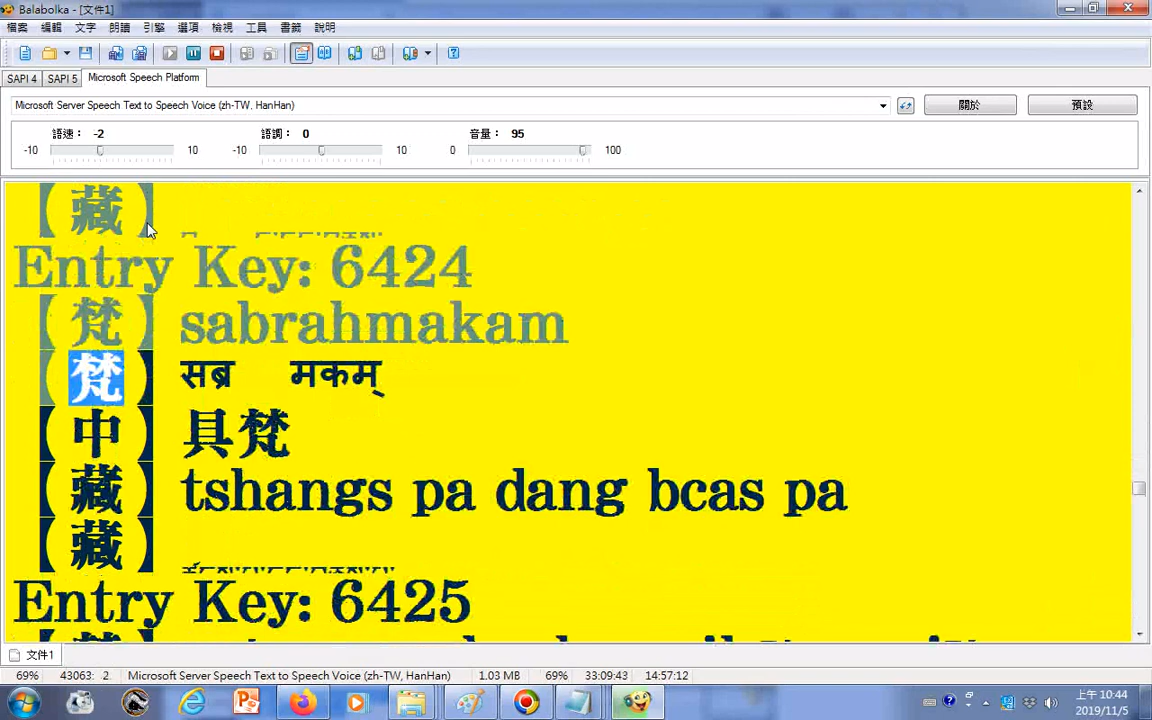 Balabolka - [文件1]
檔案 編輯 文字 朗讀 引擎 選項 檢視 工具 書籤 說明
SAPI 4 SAPI 5 Microsoft Speech Platform
Microsoft Server Speech Text to Speech Voice (zh-TW, HanHan) 關於 預設
語速： -2 語調： 0 音量： 95
-10 10 -10 10 0 100
【藏】
Entry Key: 6424
【梵】 sabrahmakam
【梵】 सब्र मकम्
【中】 具梵
【藏】 tshangs pa dang bcas pa
【藏】
Entry Key: 6425
文件1
69% 43063: 2 Microsoft Server Speech Text to Speech Voice (zh-TW, HanHan) 1.03 MB 69% 33:09:43 14:57:12
上午 10:44
2019/11/5